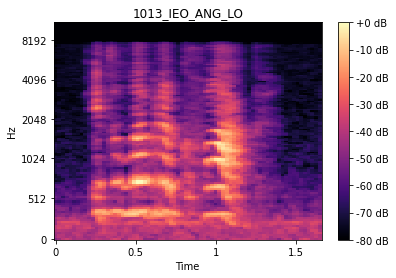 1013_IEO_ANG_LO
+0 dB
8192
-10 dB
4096
-20 dB
-30 dB
2048
Hz
-40 dB
1024
-50 dB
512
-60 dB
-70 dB
0
-80 dB
0
0.5
1
1.5
Time